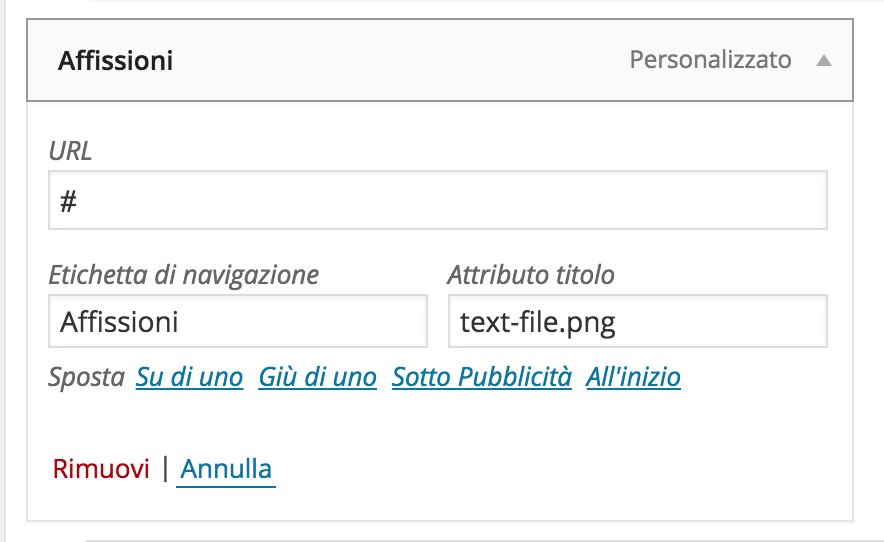 Affissioni Personalizzato
URL
#
Etichetta di navigazione Attributo titolo
Affissioni text-file.png
Sposta Su di uno Giù di uno Sotto Pubblicità All'inizio
Rimuovi | Annulla